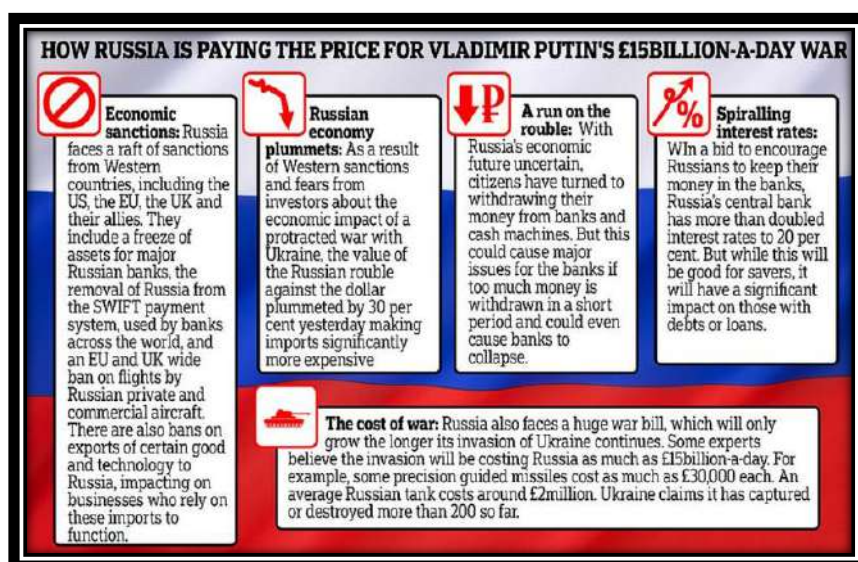 HOW RUSSIA IS PAYING THE PRICE FOR VLADIMIR PUTIN'S £15BILLION-A-DAY WAR
Economic
sanctions: Russia
faces a raft of sanctions
from Western
countries, including the
US, the EU, the UK and
their allies. They
include a freeze of
assets for major
Russian banks, the
removal of Russia from
the SWIFT payment
system, used by banks
across the world, and
an EU and UK wide
ban on flights by
Russian private and
commercial aircraft.
There are also bans on
exports of certain good
and technology to
Russia, impacting on
businesses who rely on
these imports to
function.
Russian
economy
plummets: As a result
of Western sanctions
and fears from
investors about the
economic impact of a
protracted war with
Ukraine, the value of
the Russian rouble
against the dollar
plummeted by 30 per
cent yesterday making
imports significantly
more expensive
₽
A run on the
rouble: With
Russia's economic
future uncertain,
citizens have turned to
withdrawing their
money from banks and
cash machines. But this
could cause major
issues for the banks if
too much money is
withdrawn in a short
period and could even
cause banks to
collapse.
%
Spiralling
interest rates:
WIn a bid to encourage
Russians to keep their
money in the banks,
Russia's central bank
has more than doubled
interest rates to 20 per
cent. But while this will
be good for savers, it
will have a significant
impact on those with
debts or loans.
The cost of war: Russia also faces a huge war bill, which will only
grow the longer its invasion of Ukraine continues. Some experts
believe the invasion will be costing Russia as much as £15billion-a-day. For
example, some precision guided missiles cost as much as £30,000 each. An
average Russian tank costs around £2million. Ukraine claims it has captured
or destroyed more than 200 so far.